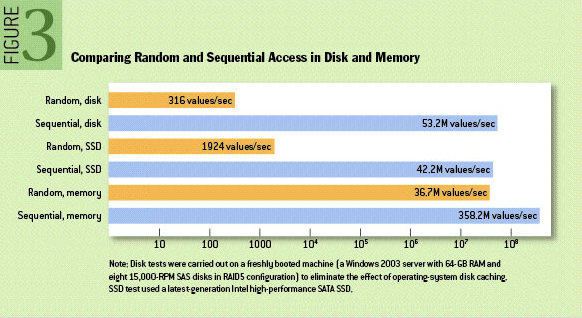 FIGURE 3
Comparing Random and Sequential Access in Disk and Memory
Random, disk 316 values/sec
Sequential, disk 53.2M values/sec
Random, SSD 1924 values/sec
Sequential, SSD 42.2M values/sec
Random, memory 36.7M values/sec
Sequential, memory 358.2M values/sec
10 100 1000 10⁴ 10⁵ 10⁶ 10⁷ 10⁸
Note: Disk tests were carried out on a freshly booted machine (a Windows 2003 server with 64-GB RAM and
eight 15,000-RPM SAS disks in RAID5 configuration) to eliminate the effect of operating-system disk caching.
SSD test used a latest-generation Intel high-performance SATA SSD.